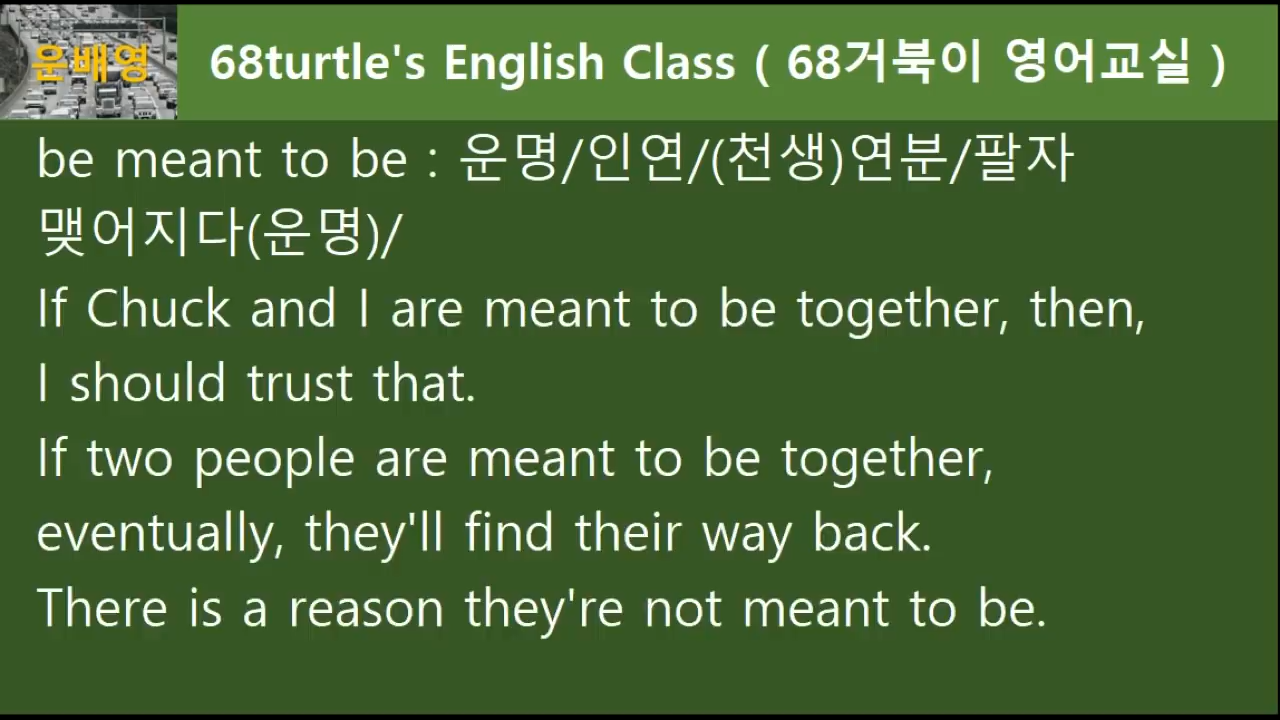 운배영
68turtle's English Class ( 68거북이 영어교실 )
be meant to be : 운명/인연/(천생)연분/팔자
맺어지다(운명)/
If Chuck and I are meant to be together, then,
I should trust that.
If two people are meant to be together,
eventually, they'll find their way back.
There is a reason they're not meant to be.